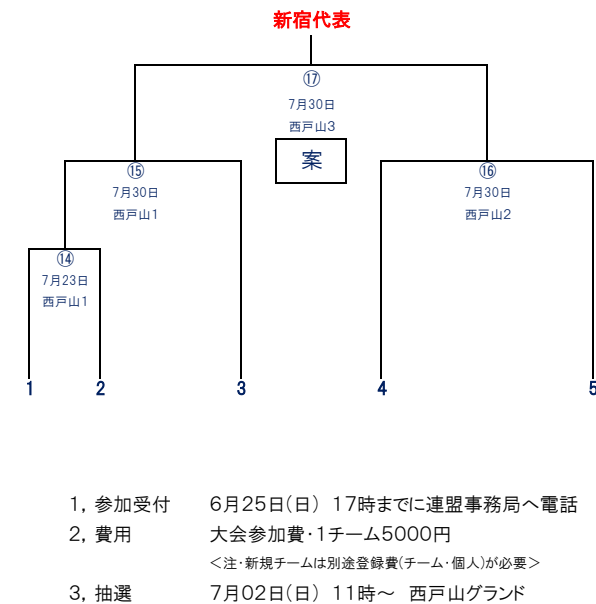 新宿代表
⑰
7月30日
西戸山3
案
⑮
7月30日
西戸山1
⑯
7月30日
西戸山2
⑭
7月23日
西戸山1
1 2 3 4 5
1, 参加受付 6月25日(日) 17時までに連盟事務局へ電話
2, 費用 大会参加費・1チーム5000円
<注・新規チームは別途登録費(チーム・個人)が必要>
3, 抽選 7月02日(日) 11時～ 西戸山グランド